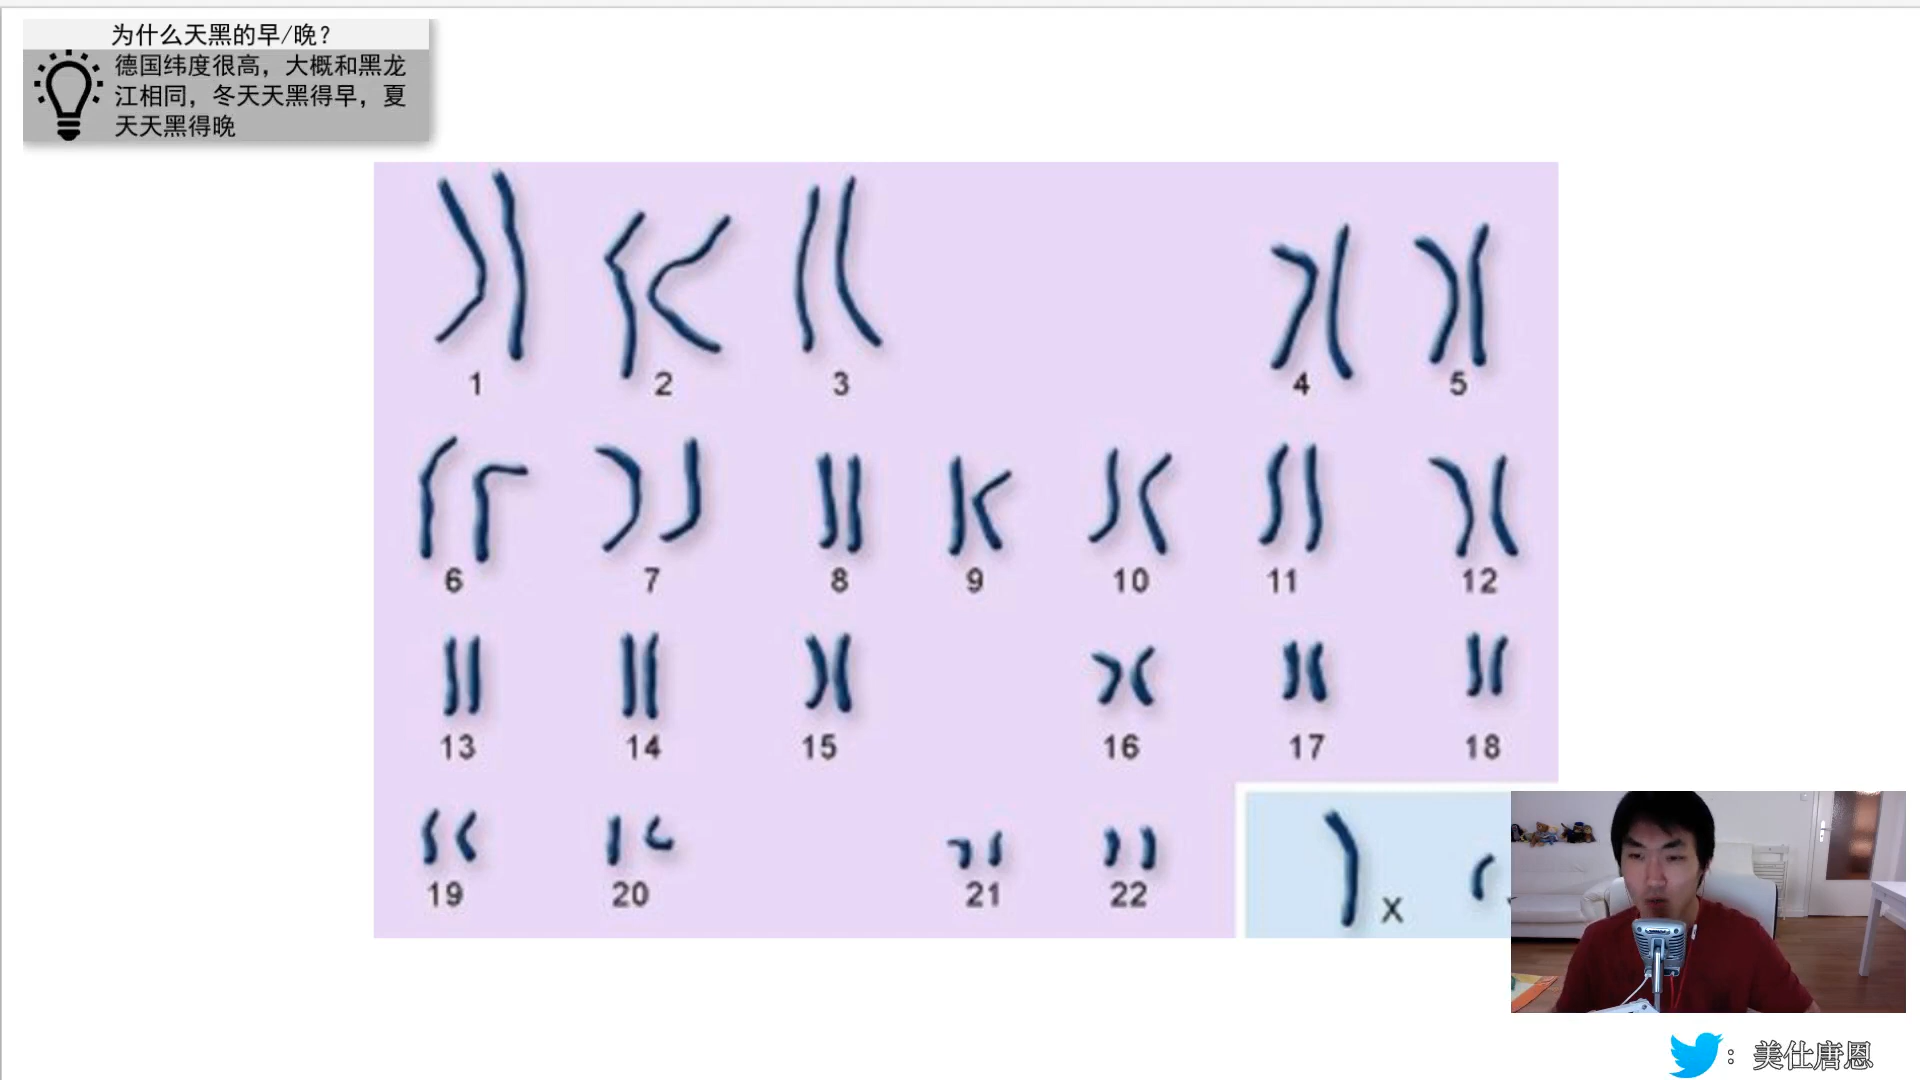 为什么天黑的早/晚？
德国纬度很高，大概和黑龙
江相同，冬天天黑得早，夏
天天黑得晚
1 2 3 4 5
6 7 8 9 10 11 12
13 14 15 16 17 18
19 20 21 22 X
：美仕唐恩